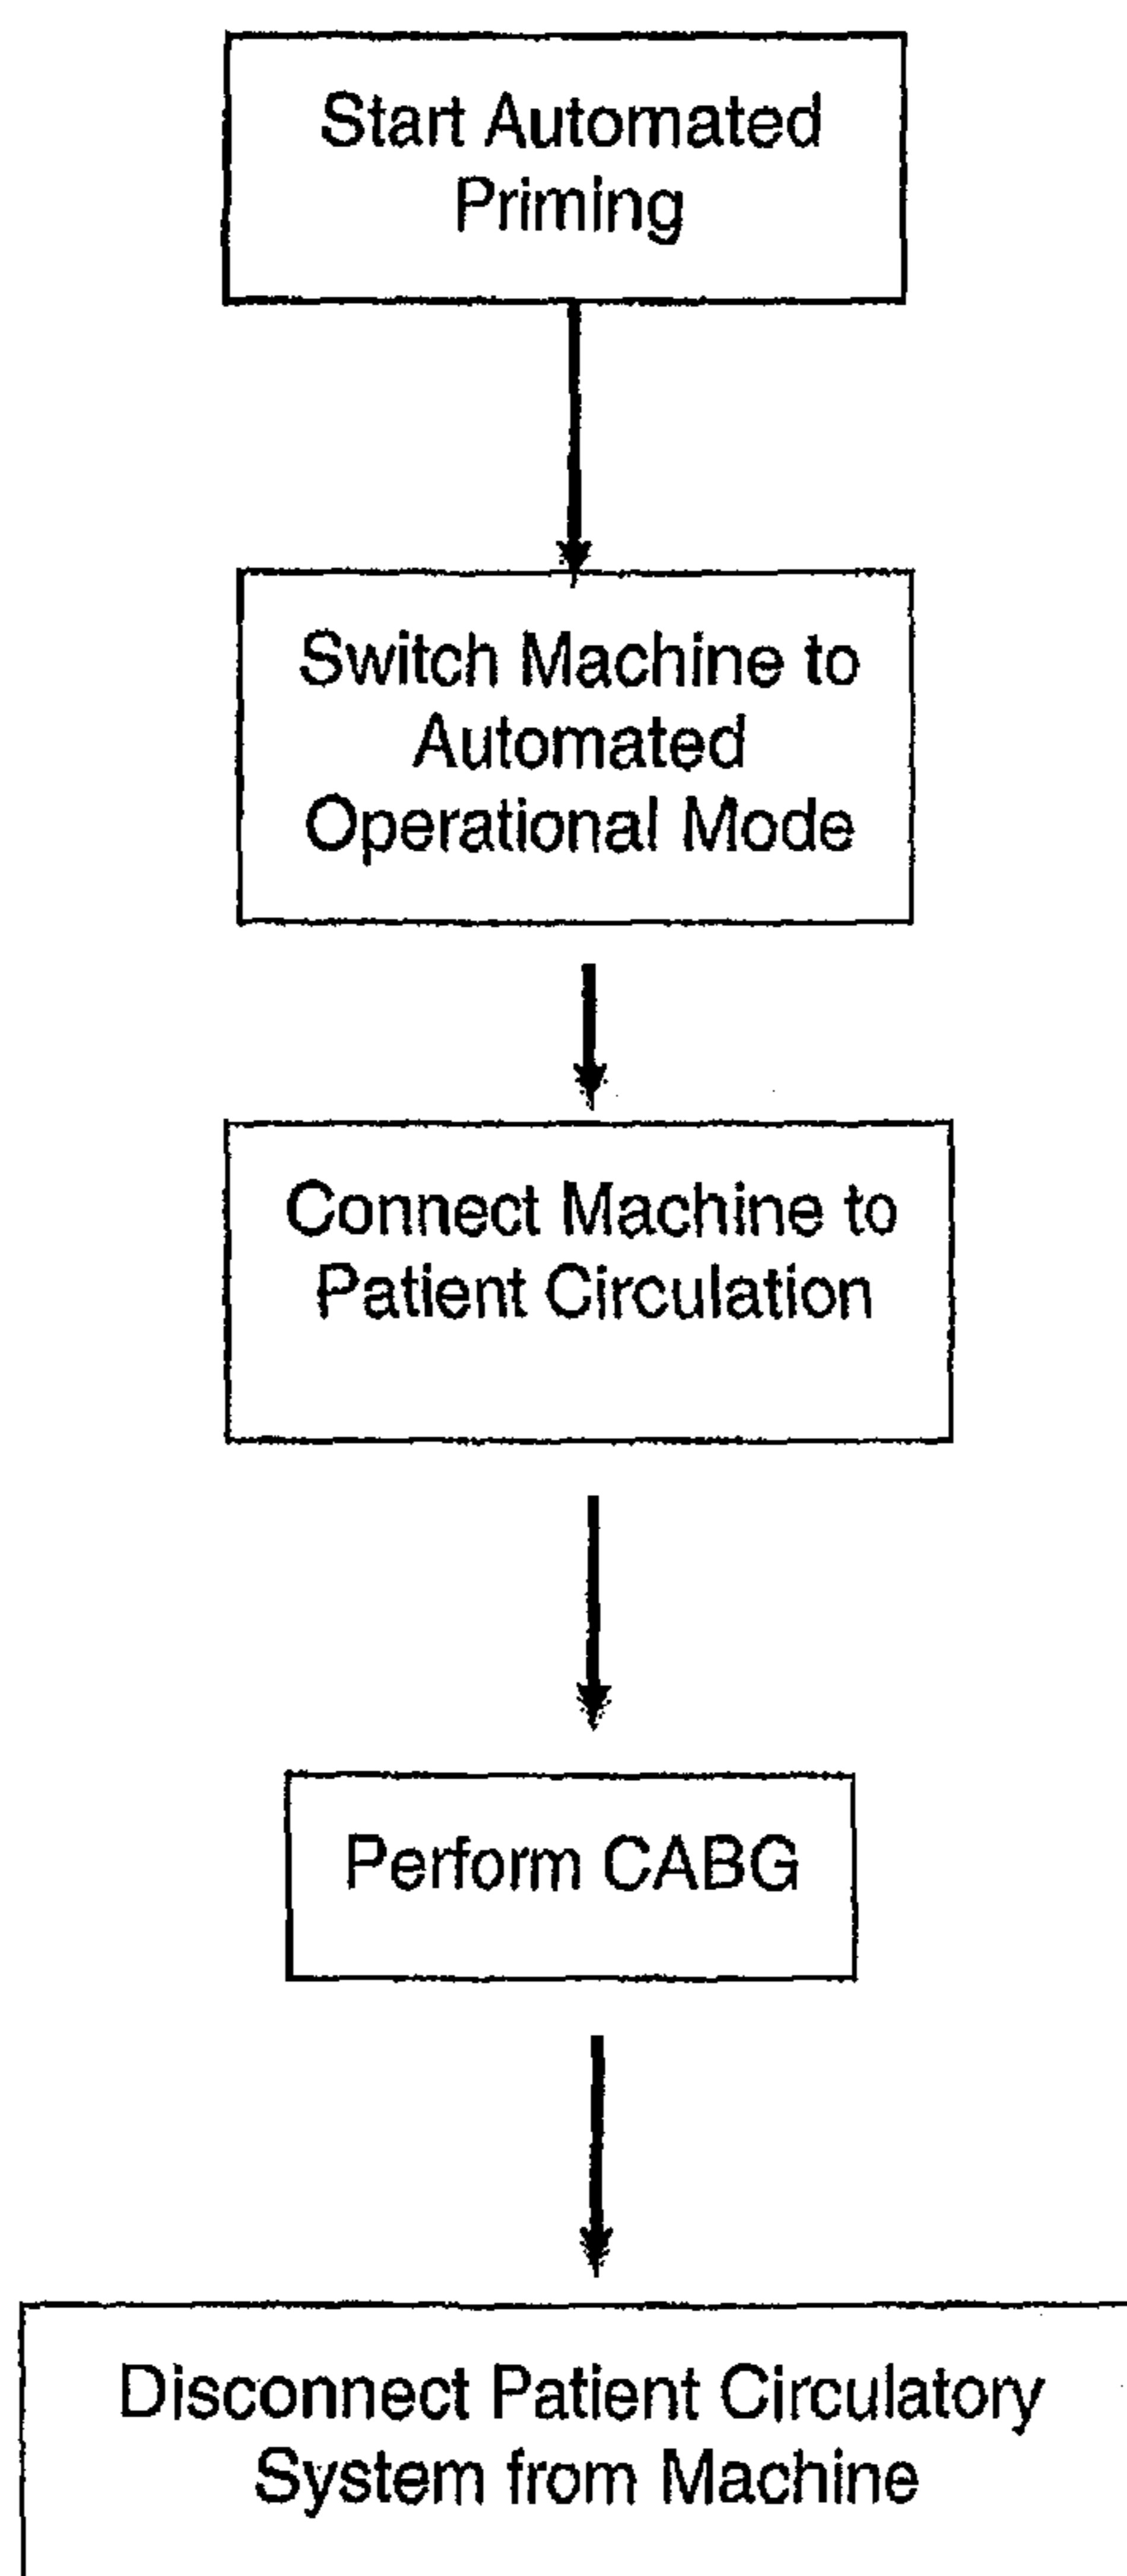 Start Automated
Priming
Switch Machine to
Automated
Operational Mode
Connect Machine to
Patient Circulation
Perform CABG
Disconnect Patient Circulatory
System from Machine